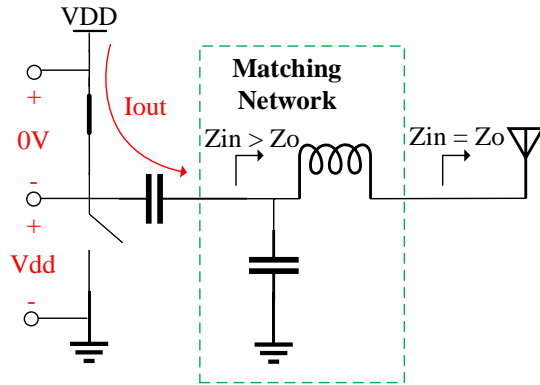 VDD
+
Iout
0V
-
+
Vdd
-
Matching
Network
Zin > Zo
Zin = Zo